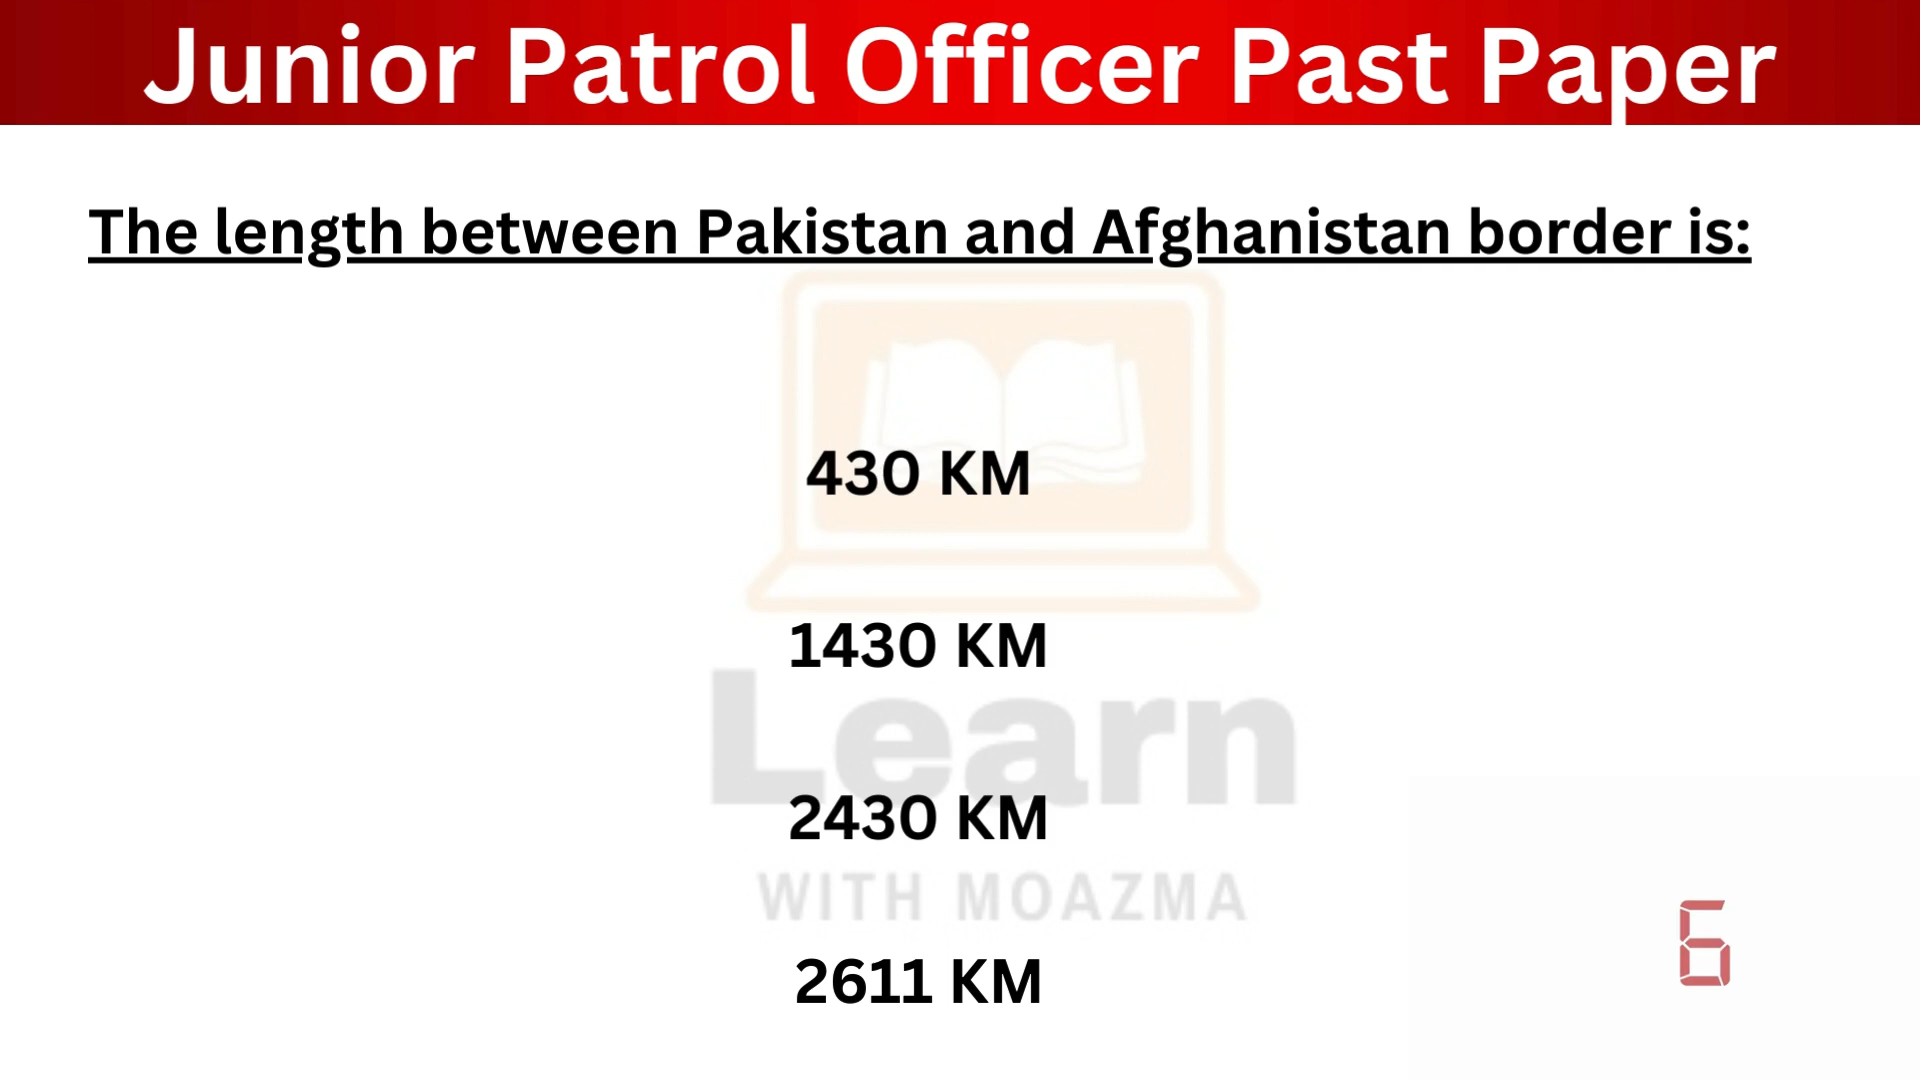 Junior Patrol Officer Past Paper
The length between Pakistan and Afghanistan border is:
430 KM
1430 KM
Learn
2430 KM
WITH MOAZMA
6
2611 KM